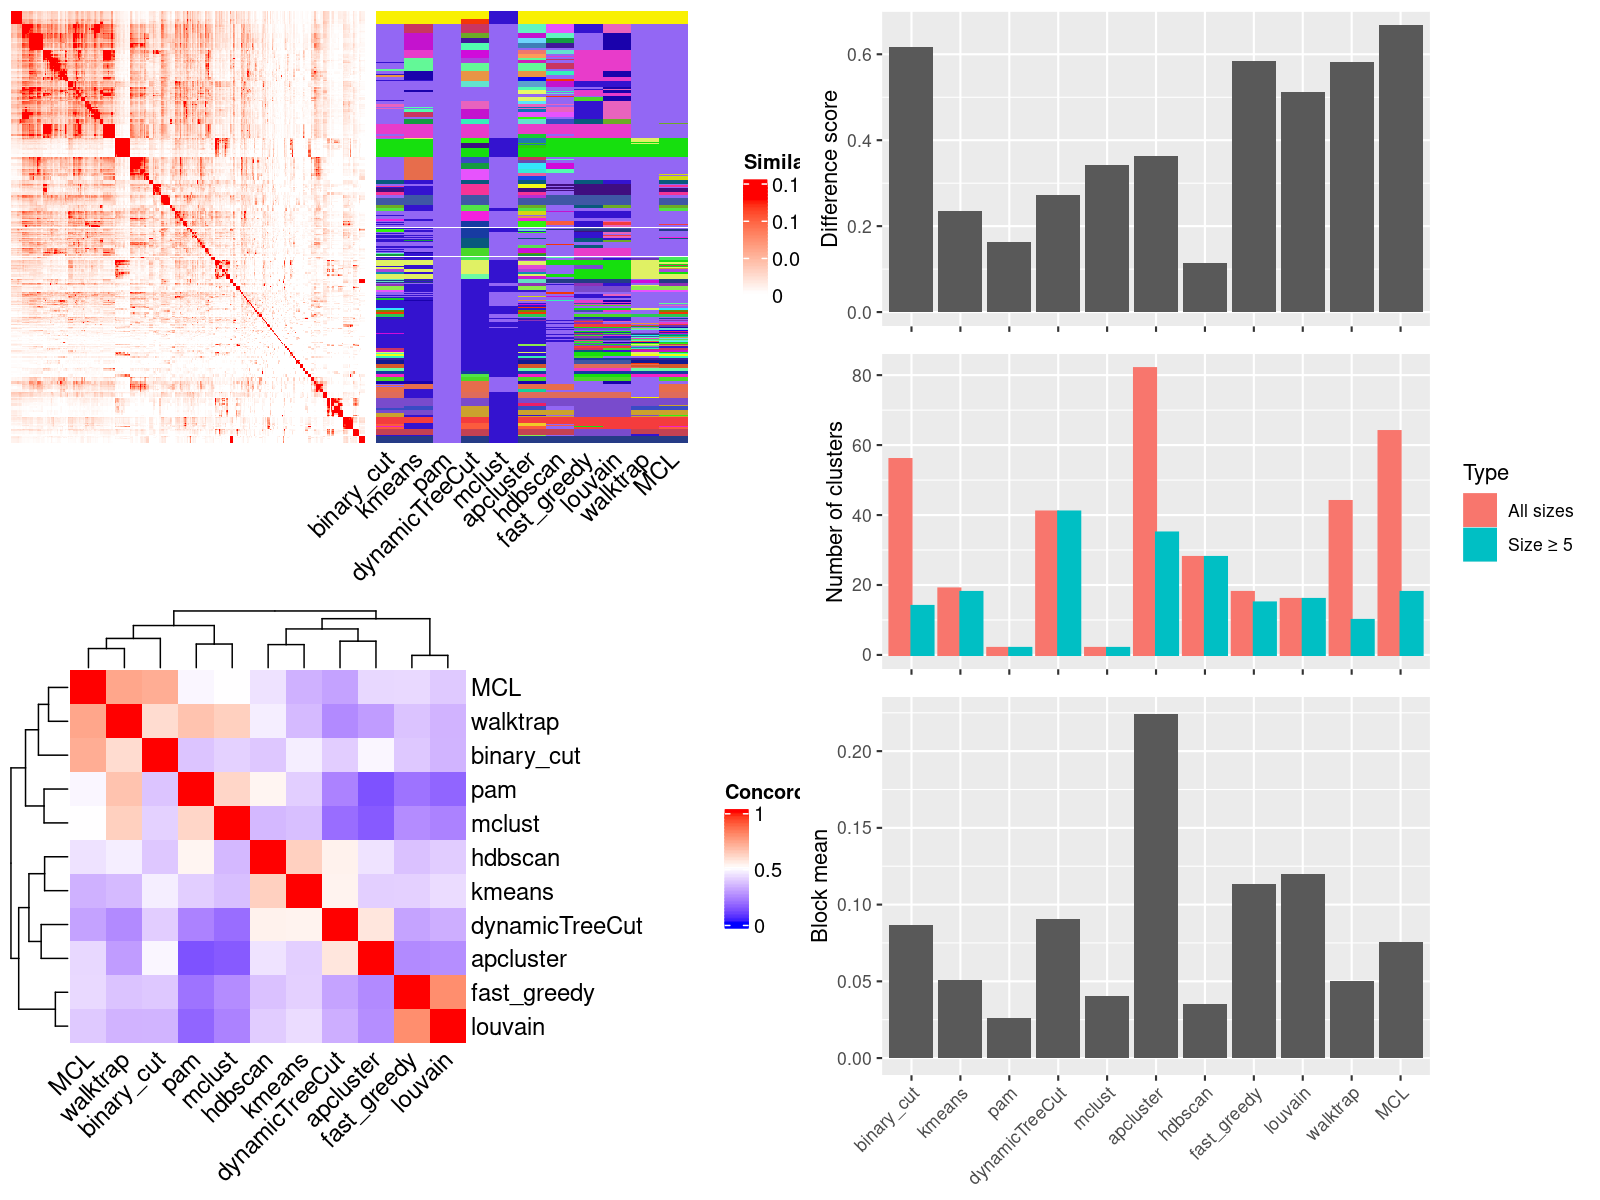 Simila
0.1
0.1
0.0
0
binary_cut
kmeans
pam
dynamicTreeCut
mclust
apcluster
hdbscan
fast_greedy
louvain
walktrap
MCL
MCL
walktrap
binary_cut
pam
mclust
hdbscan
kmeans
dynamicTreeCut
apcluster
fast_greedy
louvain
MCL
walktrap
binary_cut
pam
mclust
hdbscan
kmeans
dynamicTreeCut
apcluster
fast_greedy
louvain
Concord
1
0.5
0
Difference score
0.6
0.4
0.2
0.0
Number of clusters
80
60
40
20
0
Type
All sizes
Size ≥ 5
Block mean
0.20
0.15
0.10
0.05
0.00
binary_cut
kmeans
pam
dynamicTreeCut
mclust
apcluster
hdbscan
fast_greedy
louvain
walktrap
MCL